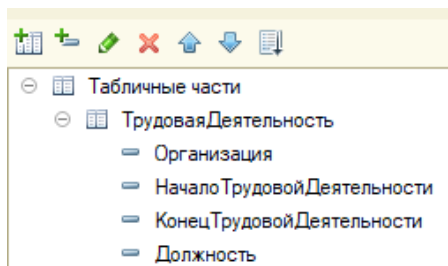 Табличные части
ТрудоваяДеятельность
Организация
НачалоТрудовойДеятельности
КонецТрудовойДеятельности
Должность